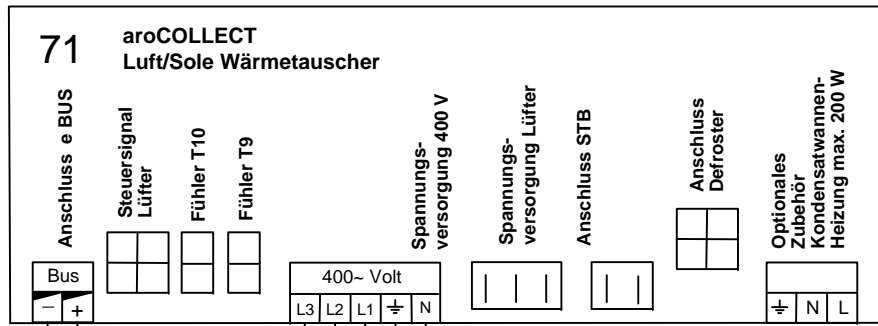 71
aroCOLLECT
Luft/Sole Wärmetauscher
Anschluss e BUS
Steuersignal
Lüfter
Fühler T10
Fühler T9
Spannungs-
versorgung 400 V
Spannungs-
versorgung Lüfter
Anschluss STB
Anschluss
Defroster
Optionales
Zubehör
Kondensatwannen-
Heizung max. 200 W
Bus
− +
400~ Volt
L3 L2 L1 ⏚ N
⏚ N L